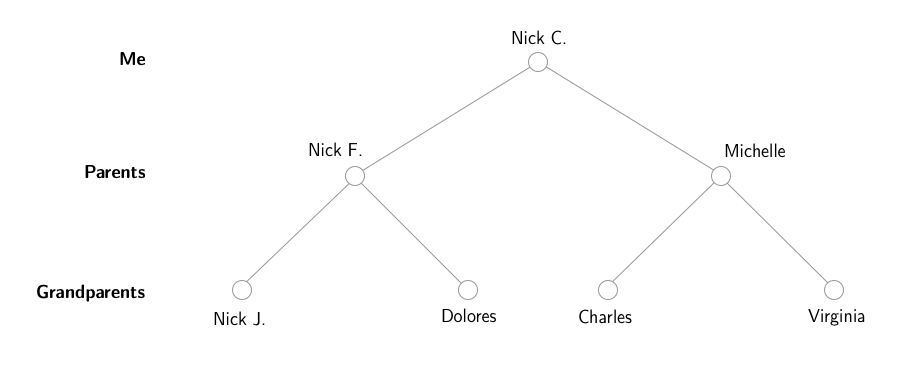 Nick C.
Me
Nick F.
Michelle
Parents
Grandparents
Nick J.
Dolores
Charles
Virginia